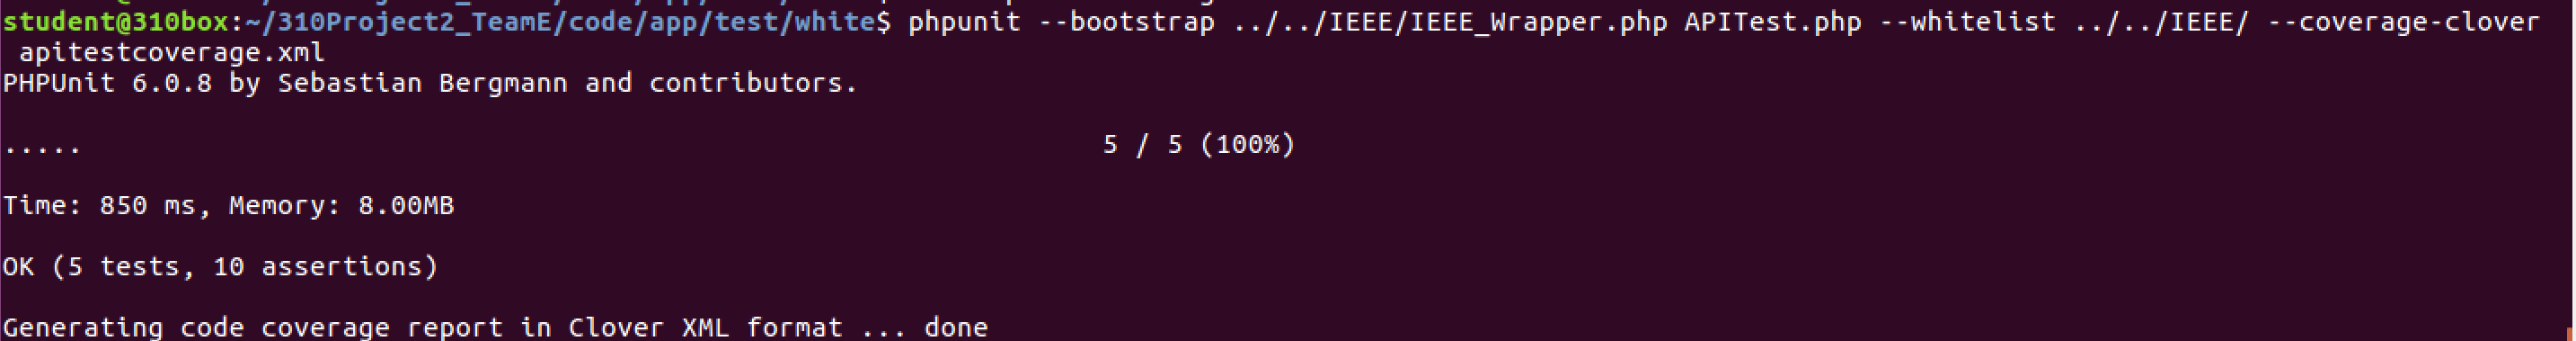 student@310box:~/310Project2_TeamE/code/app/test/white$ phpunit --bootstrap ../../IEEE/IEEE_Wrapper.php APITest.php --whitelist ../../IEEE/ --coverage-clover
apitestcoverage.xml
PHPUnit 6.0.8 by Sebastian Bergmann and contributors.
..... 5 / 5 (100%)
Time: 850 ms, Memory: 8.00MB
OK (5 tests, 10 assertions)
Generating code coverage report in Clover XML format ... done